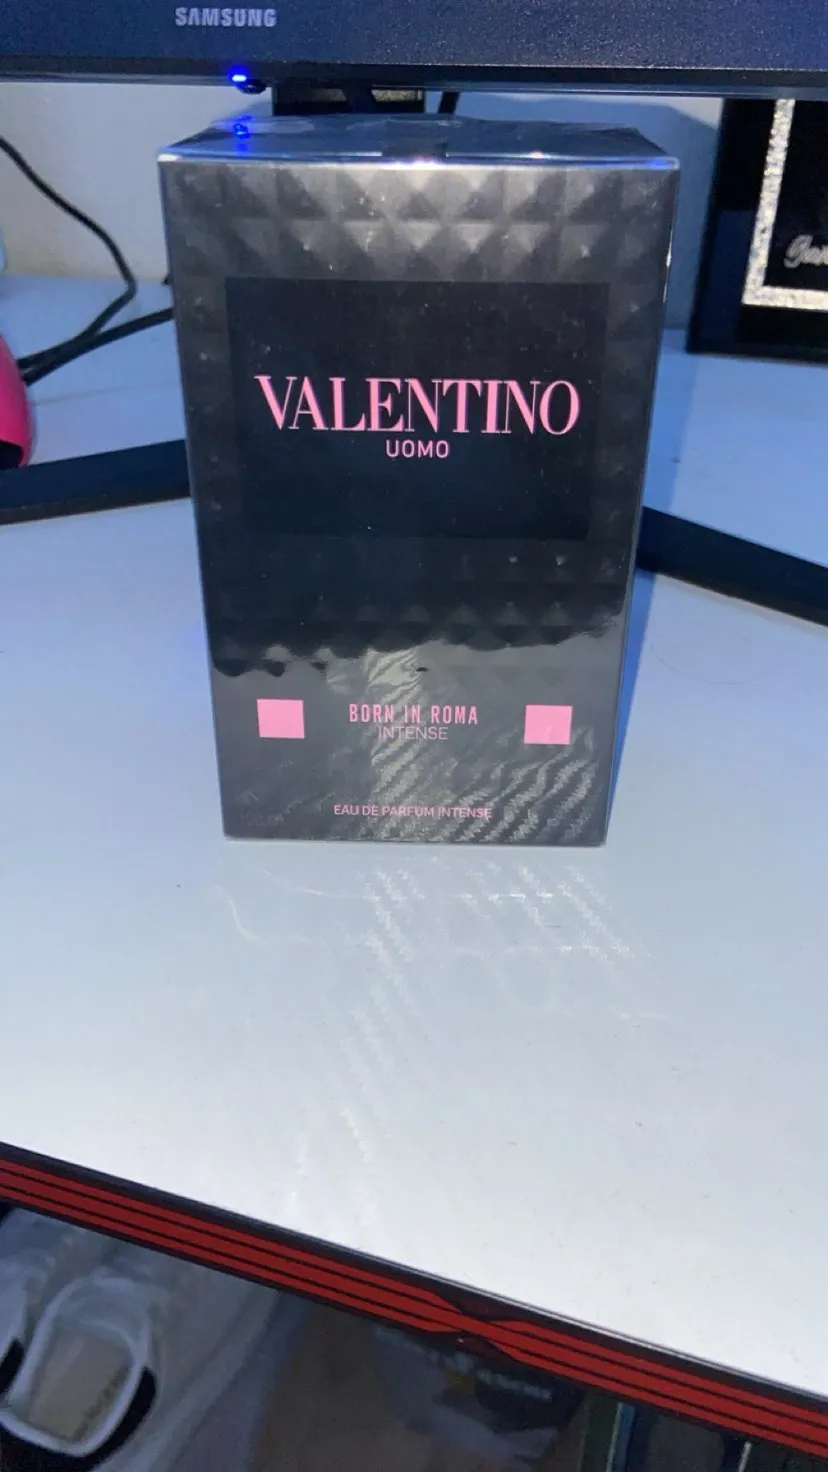 SAMSUNG
VALENTINO
UOMO
BORN IN ROMA
INTENSE
EAU DE PARFUM INTENSE